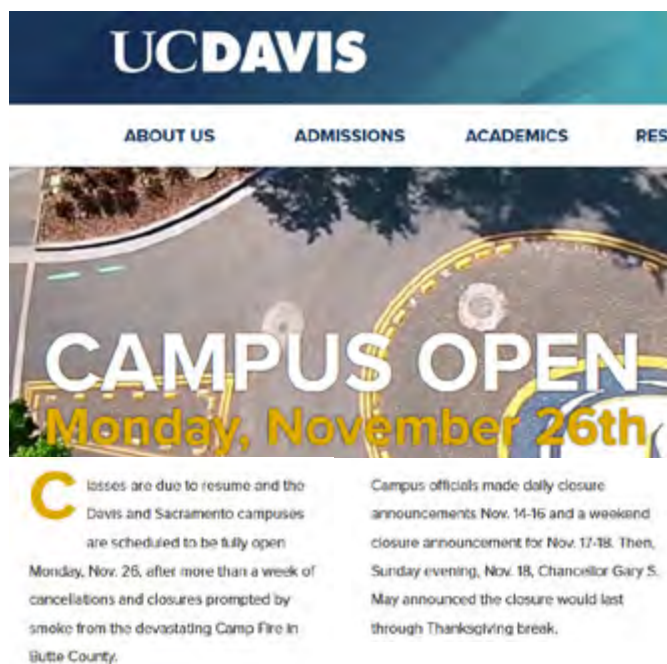 UCDAVIS
ABOUT US ADMISSIONS ACADEMICS RES
CAMPUS OPEN
Monday, November 26th
Classes are due to resume and the
Davis and Sacramento campuses
are scheduled to be fully open
Monday, Nov. 26, after more than a week of
cancellations and closures prompted by
smoke from the devastating Camp Fire in
Butte County.
Campus officials made daily closure
announcements Nov. 14-16 and a weekend
closure announcement for Nov. 17-18. Then,
Sunday evening, Nov. 18, Chancellor Gary S.
May announced the closure would last
through Thanksgiving break.